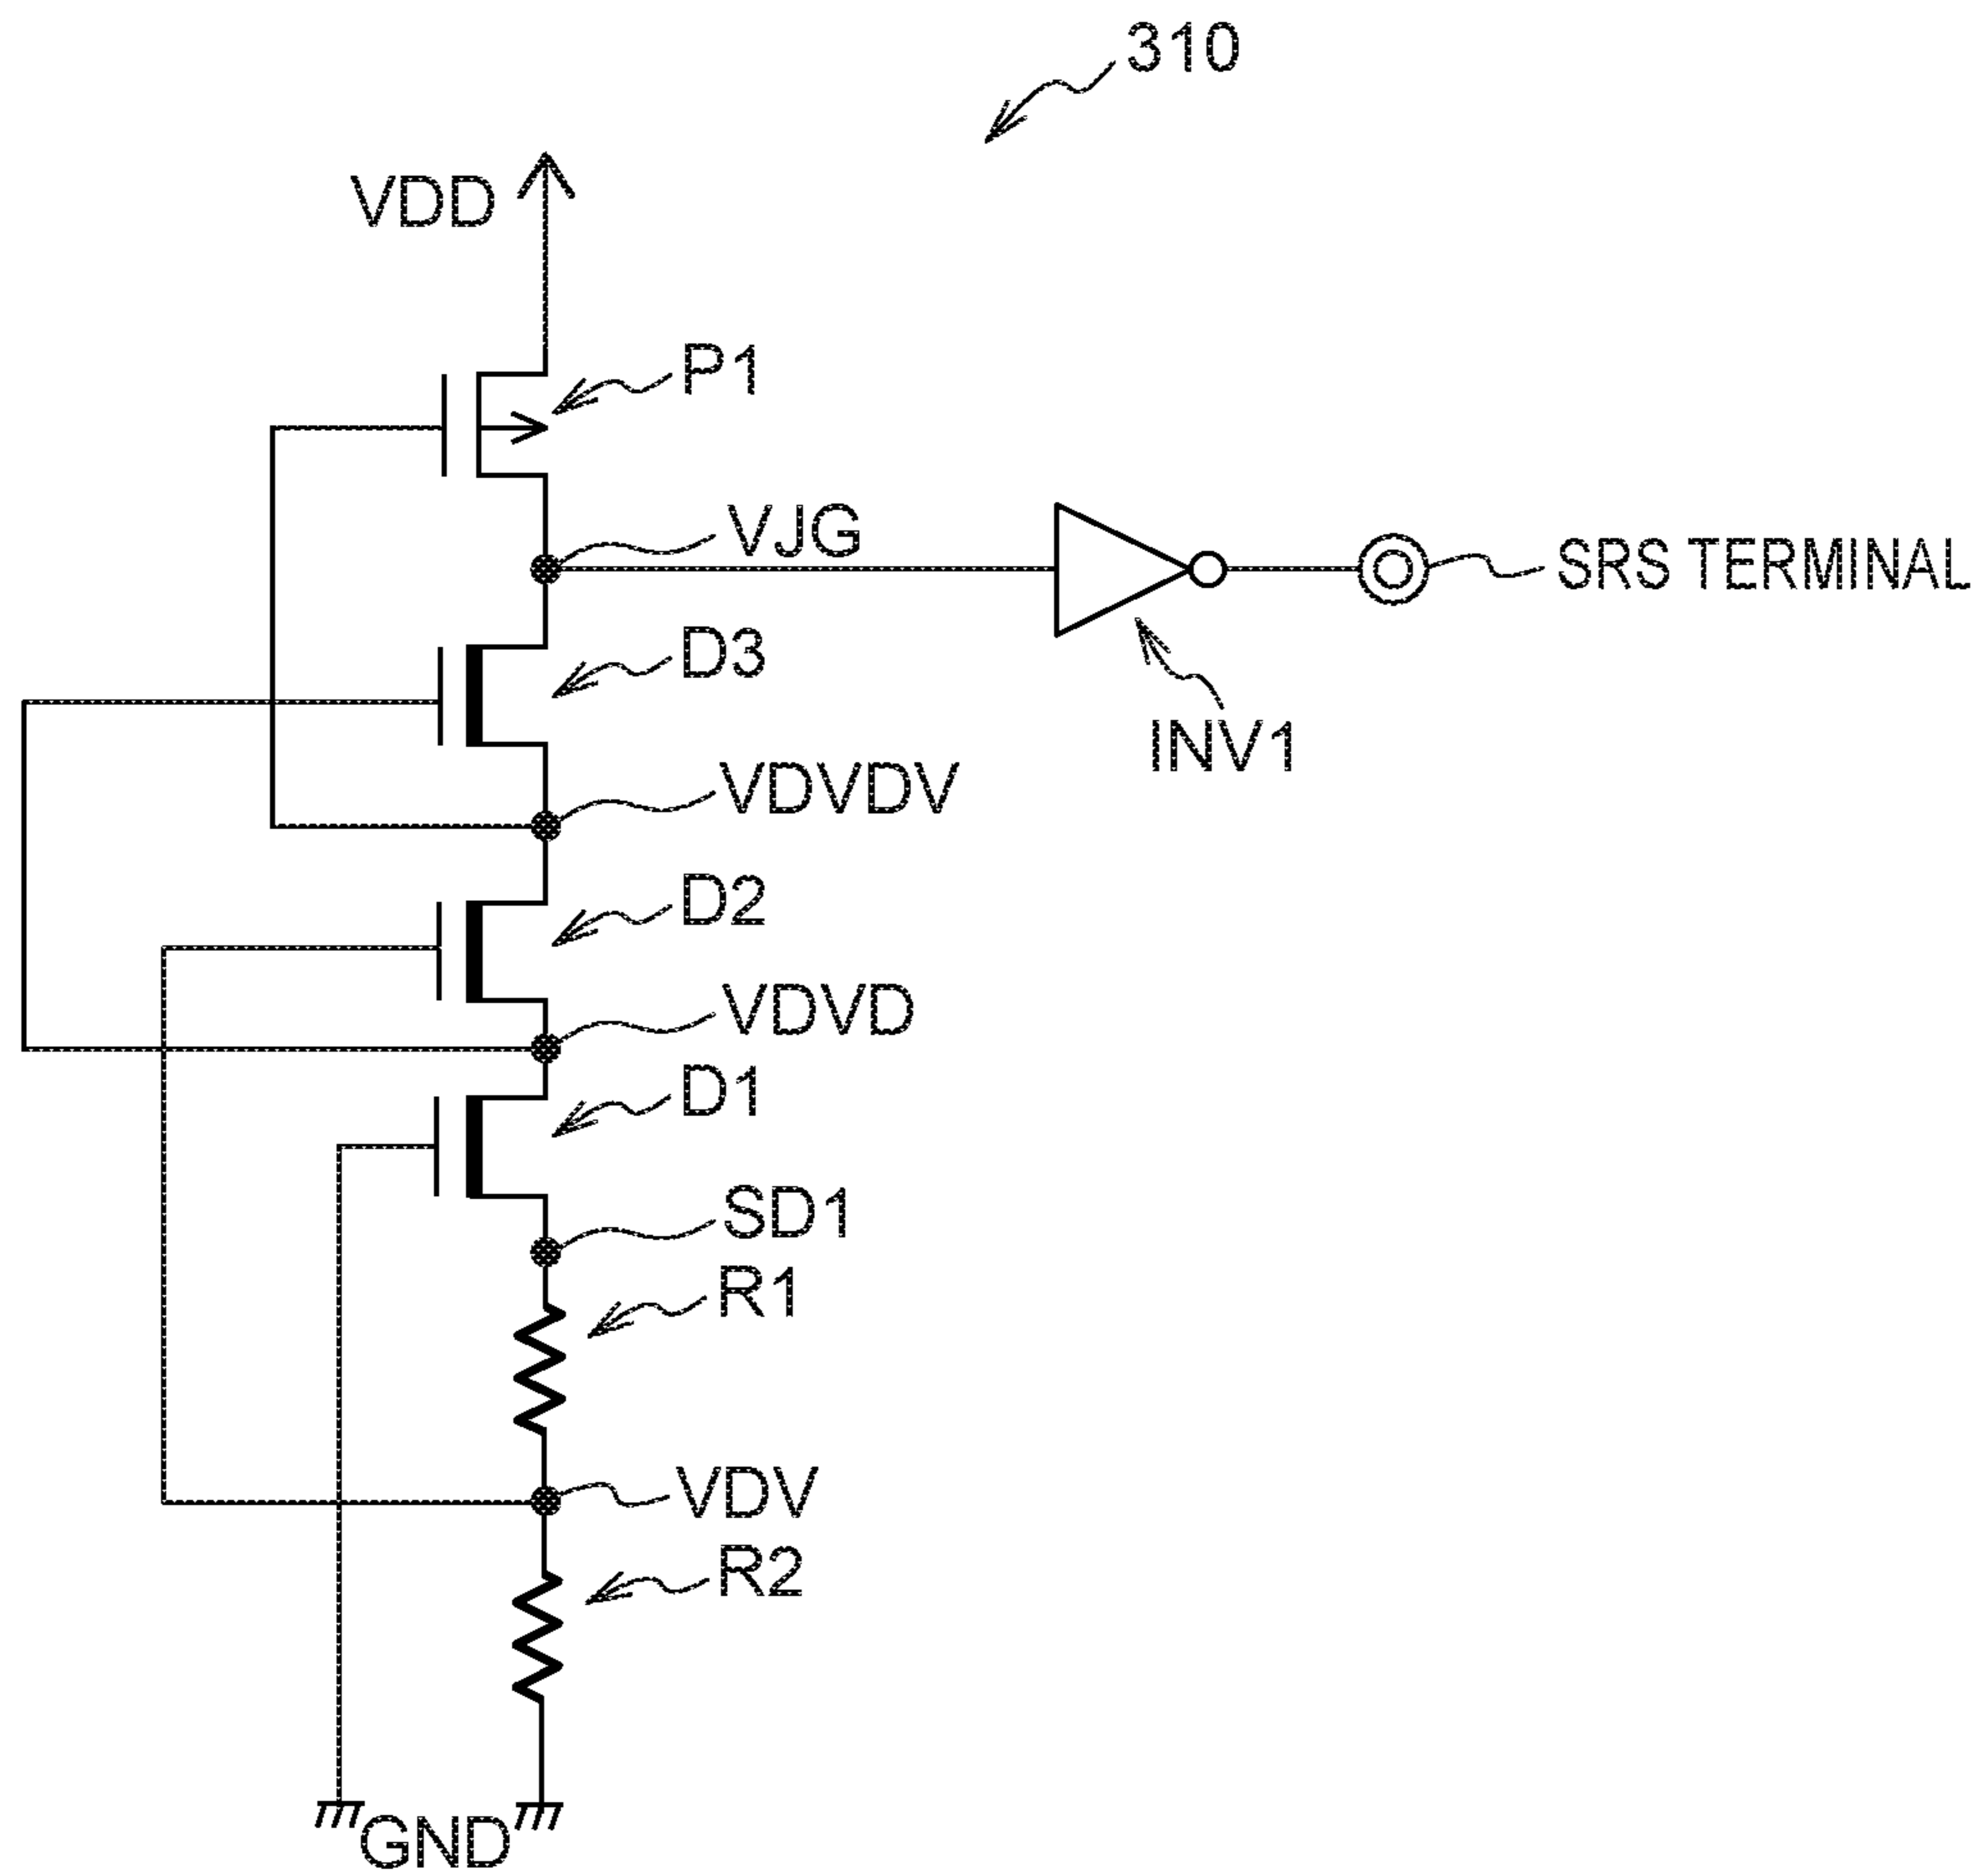 310
VDD
P1
VJG
SRS TERMINAL
D3
INV1
VDVDV
D2
VDVD
D1
SD1
R1
VDV
R2
GND